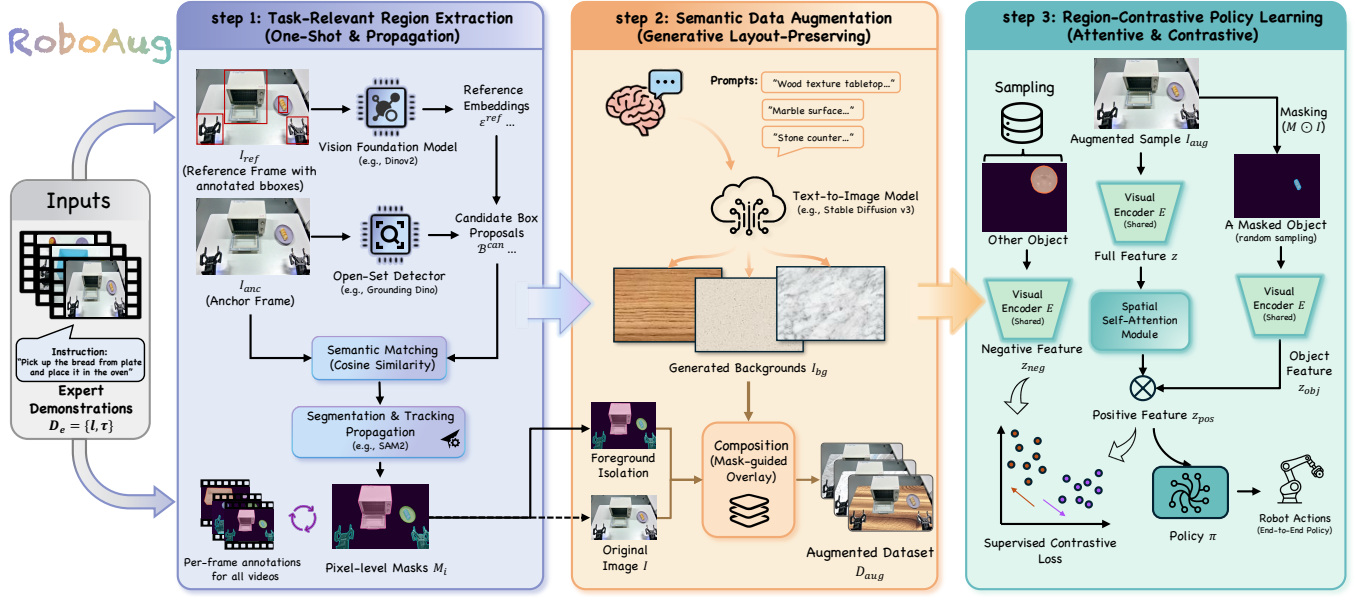 RoboAug
Inputs
Instruction:
"Pick up the bread from plate
and place it in the oven"
Expert
Demonstrations
D_e = {l, τ}
step 1: Task-Relevant Region Extraction
(One-Shot & Propagation)
I_ref
(Reference Frame with
annotated bboxes)
Vision Foundation Model
(e.g., Dinov2)
Reference
Embeddings
ε^ref ...
I_anc
(Anchor Frame)
Open-Set Detector
(e.g., Grounding Dino)
Candidate Box
Proposals
B^can ...
Semantic Matching
(Cosine Similarity)
Segmentation & Tracking
Propagation
(e.g., SAM2)
Per-frame annotations
for all videos
Pixel-level Masks M_i
step 2: Semantic Data Augmentation
(Generative Layout-Preserving)
Prompts:
"Wood texture tabletop..."
"Marble surface..."
"Stone counter..."
Text-to-Image Model
(e.g., Stable Diffusion v3)
Generated Backgrounds I_bg
Foreground
Isolation
Original
Image I
Composition
(Mask-guided
Overlay)
Augmented Dataset
D_aug
step 3: Region-Contrastive Policy Learning
(Attentive & Contrastive)
Sampling
Other Object
Visual
Encoder E
(Shared)
Negative Feature
z_neg
Augmented Sample I_aug
Visual
Encoder E
(Shared)
Full Feature z
Spatial
Self-Attention
Module
Masking
(M ⊙ I)
A Masked Object
(random sampling)
Visual
Encoder E
(Shared)
Object
Feature
z_obj
Positive Feature z_pos
Supervised Contrastive
Loss
Policy π
Robot Actions
(End-to-End Policy)